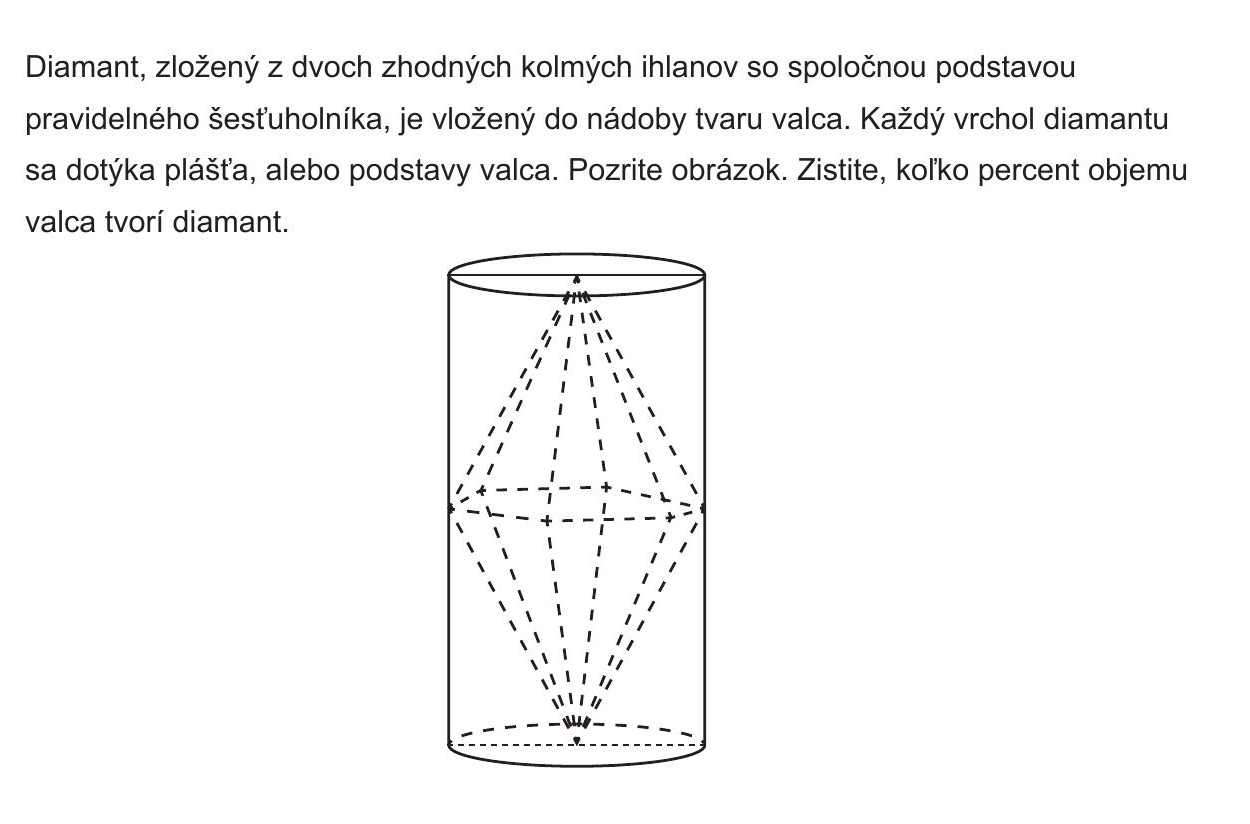 Diamant, zložený z dvoch zhodných kolmých ihlanov so spoločnou podstavou
pravidelného šesťuholníka, je vložený do nádoby tvaru valca. Každý vrchol diamantu
sa dotýka plášťa, alebo podstavy valca. Pozrite obrázok. Zistite, koľko percent objemu
valca tvorí diamant.